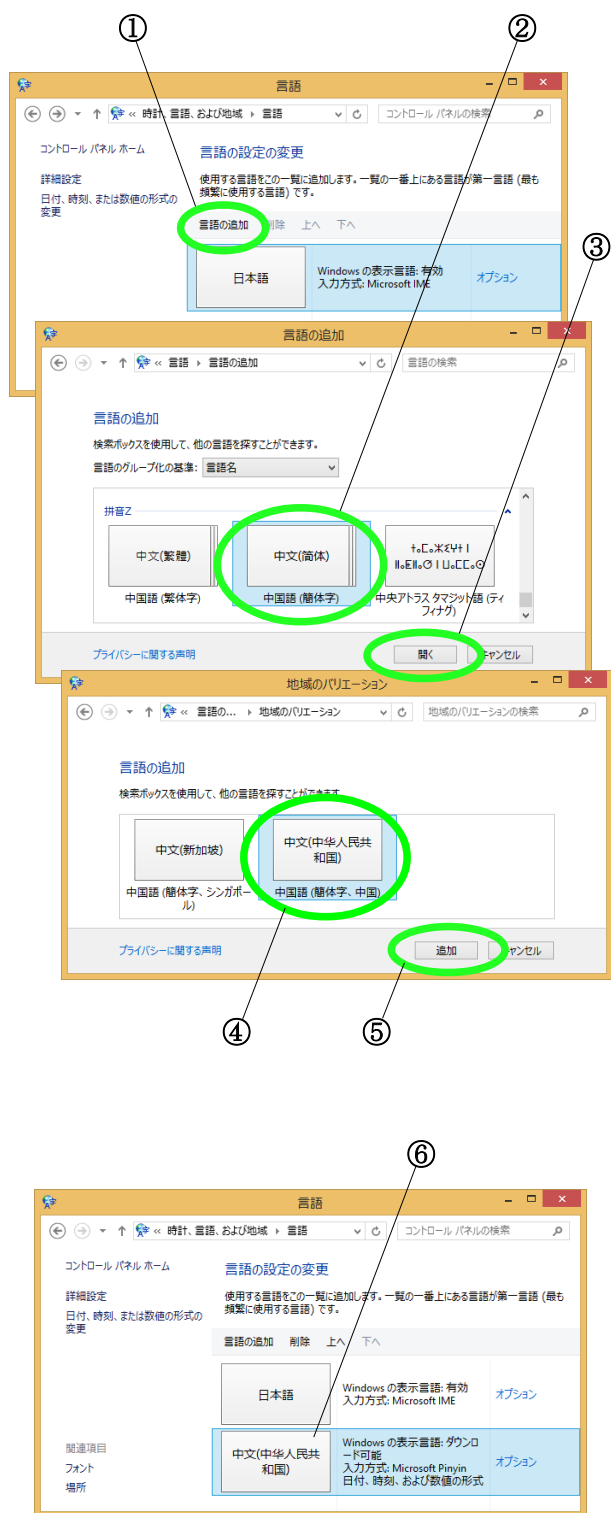 ① ②
言語
« 時計、言語、および地域 › 言語
コントロール パネルの検索
コントロール パネル ホーム
詳細設定
日付、時刻、または数値の形式の
変更
言語の設定の変更
使用する言語をこの一覧に追加します。一覧の一番上にある言語が第一言語 (最も
頻繁に使用する言語) です。
言語の追加 削除 上へ 下へ
③
日本語
Windows の表示言語: 有効
入力方式: Microsoft IME
オプション
言語の追加
« 言語 › 言語の追加
言語の検索
言語の追加
検索ボックスを使用して、他の言語を探すことができます。
言語のグループ化の基準: 言語名
拼音Z
中文(繁體)
中国語 (繁体字)
中文(简体)
中国語 (簡体字)
ⵜⴰⵎⴰⵣⵉⵖⵜ ⵏ
中央アトラス タマジット語 (ティ
フィナグ)
プライバシーに関する声明
開く キャンセル
地域のバリエーション
« 言語の... › 地域のバリエーション
地域のバリエーションの検索
言語の追加
検索ボックスを使用して、他の言語を探すことができます。
中文(新加坡)
中国語 (簡体字、シンガポー
ル)
中文(中华人民共
和国)
中国語 (簡体字、中国)
プライバシーに関する声明
追加 キャンセル
④ ⑤
⑥
言語
« 時計、言語、および地域 › 言語
コントロール パネルの検索
コントロール パネル ホーム
詳細設定
日付、時刻、または数値の形式の
変更
言語の設定の変更
使用する言語をこの一覧に追加します。一覧の一番上にある言語が第一言語 (最も
頻繁に使用する言語) です。
言語の追加 削除 上へ 下へ
日本語
Windows の表示言語: 有効
入力方式: Microsoft IME
オプション
中文(中华人民共
和国)
Windows の表示言語: ダウンロ
ード可能
入力方式: Microsoft Pinyin
日付、時刻、および数値の形式
オプション
関連項目
フォント
場所